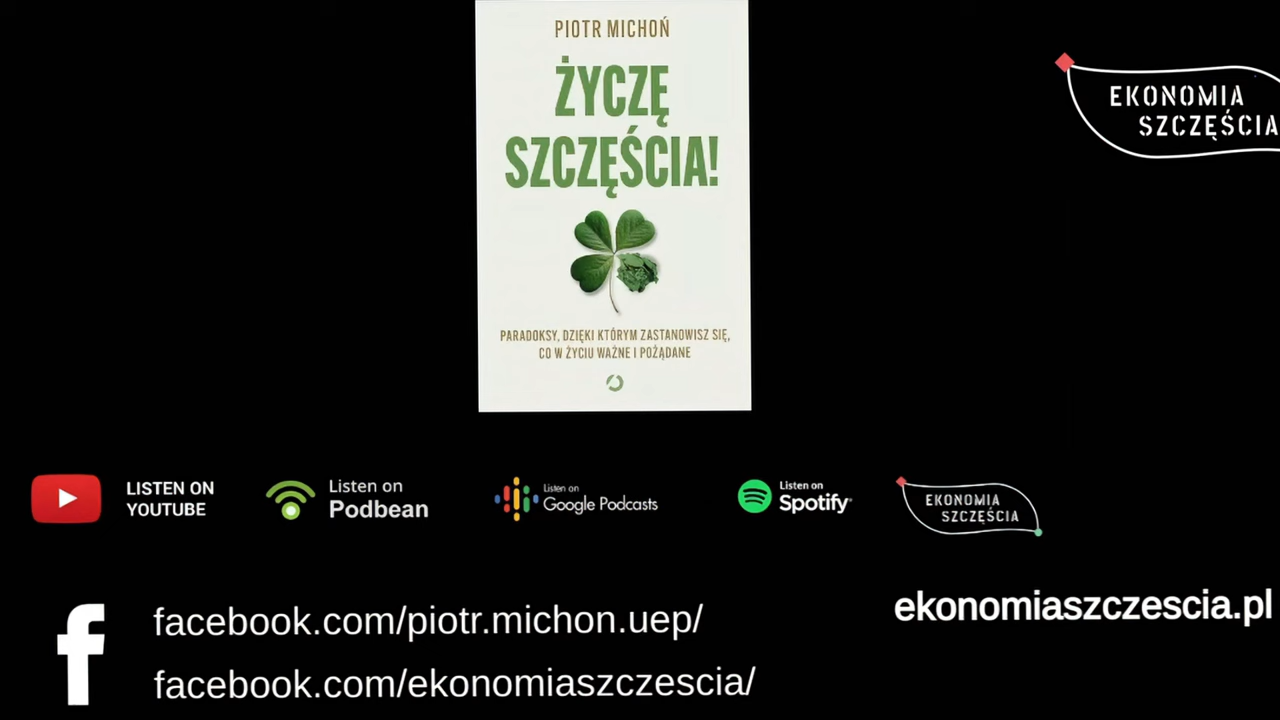 PIOTR MICHOŃ
ŻYCZĘ
SZCZĘŚCIA!
PARADOKSY, DZIĘKI KTÓRYM ZASTANOWISZ SIĘ,
CO W ŻYCIU WAŻNE I POŻĄDANE
EKONOMIA
SZCZĘŚCIA
LISTEN ON
YOUTUBE
Listen on
Podbean
Listen on
Google Podcasts
Listen on
Spotify
EKONOMIA
SZCZĘŚCIA
facebook.com/piotr.michon.uep/
facebook.com/ekonomiaszczescia/
ekonomiaszczescia.pl